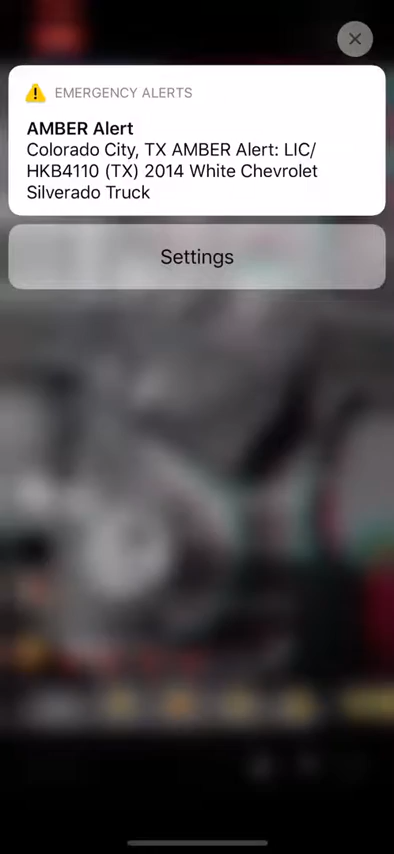 EMERGENCY ALERTS
AMBER Alert
Colorado City, TX AMBER Alert: LIC/
HKB4110 (TX) 2014 White Chevrolet
Silverado Truck
Settings